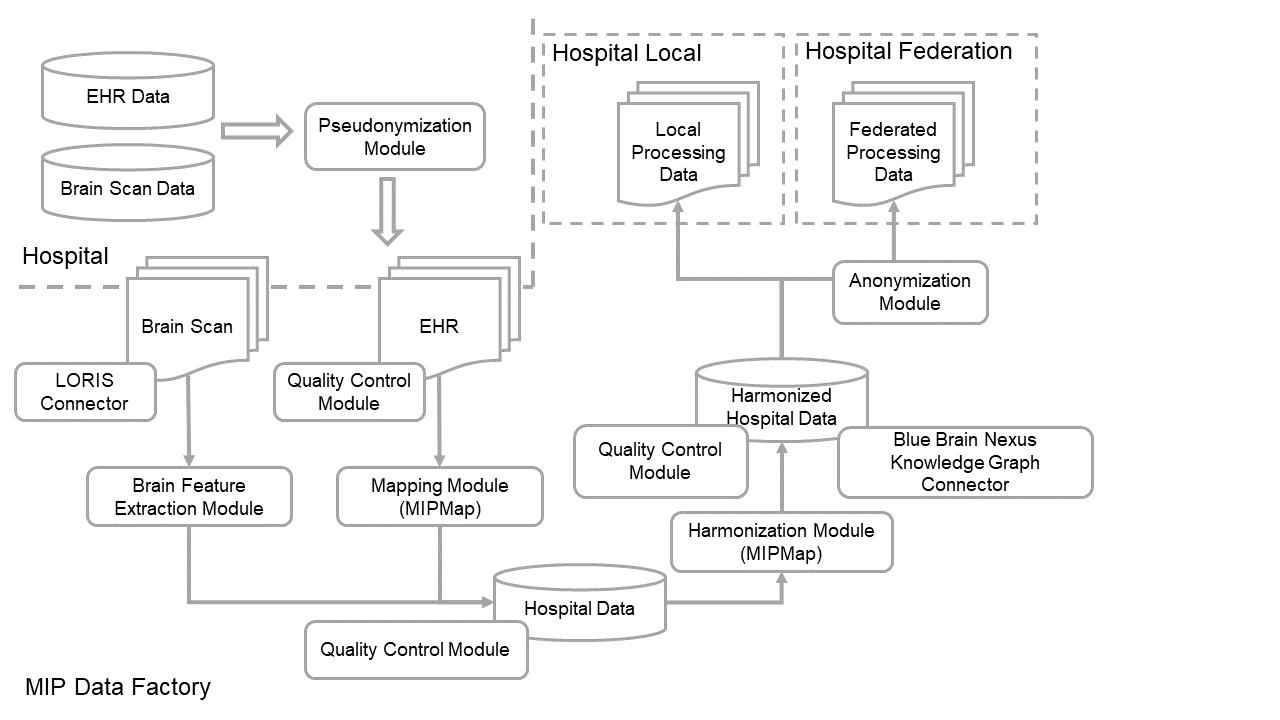 EHR Data
Brain Scan Data
Pseudonymization
Module
Hospital
Hospital Local
Local
Processing
Data
Hospital Federation
Federated
Processing
Data
Anonymization
Module
Brain Scan
LORIS
Connector
EHR
Quality Control
Module
Brain Feature
Extraction Module
Mapping Module
(MIPMap)
Harmonized
Hospital Data
Quality Control
Module
Blue Brain Nexus
Knowledge Graph
Connector
Harmonization Module
(MIPMap)
Hospital Data
Quality Control Module
MIP Data Factory